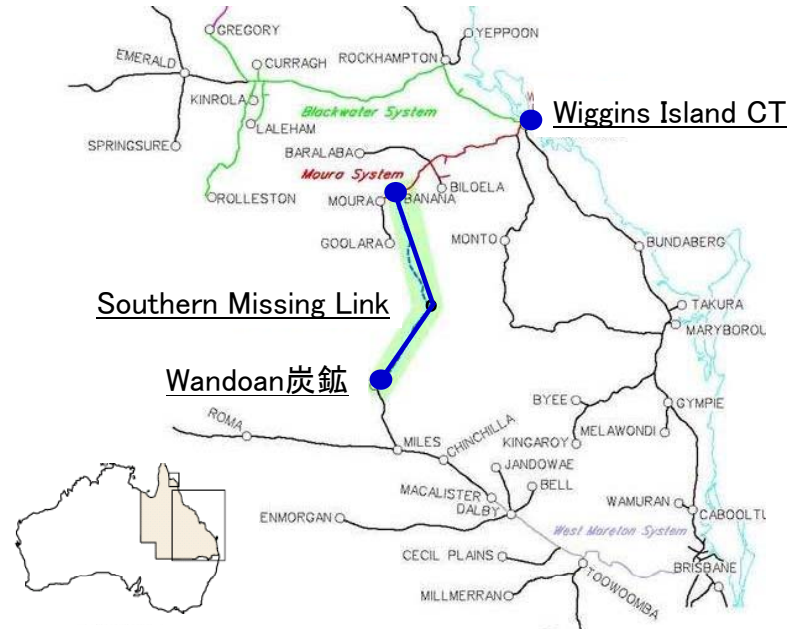 GREGORY
YEPPOON
EMERALD
CURRAGH
ROCKHAMPTON
KINROLA
Blackwater System
Wiggins Island CT
LALEHAM
SPRINGSURE
BARALABA
Moura System
BILOELA
ROLLESTON
MOURA
BANANA
GOOLARA
MONTO
BUNDABERG
Southern Missing Link
TAKURA
MARYBOROU
Wandoan炭鉱
BYEE
GYMPIE
ROMA
MELAWONDI
MILES
CHINCHILLA
KINGAROY
JANDOWAE
BELL
MACALISTER
DALBY
WAMURAN
CABOOLTU
ENMORGAN
West Moreton System
CECIL PLAINS
BRISBANE
TOOWOOMBA
MILLMERRAN